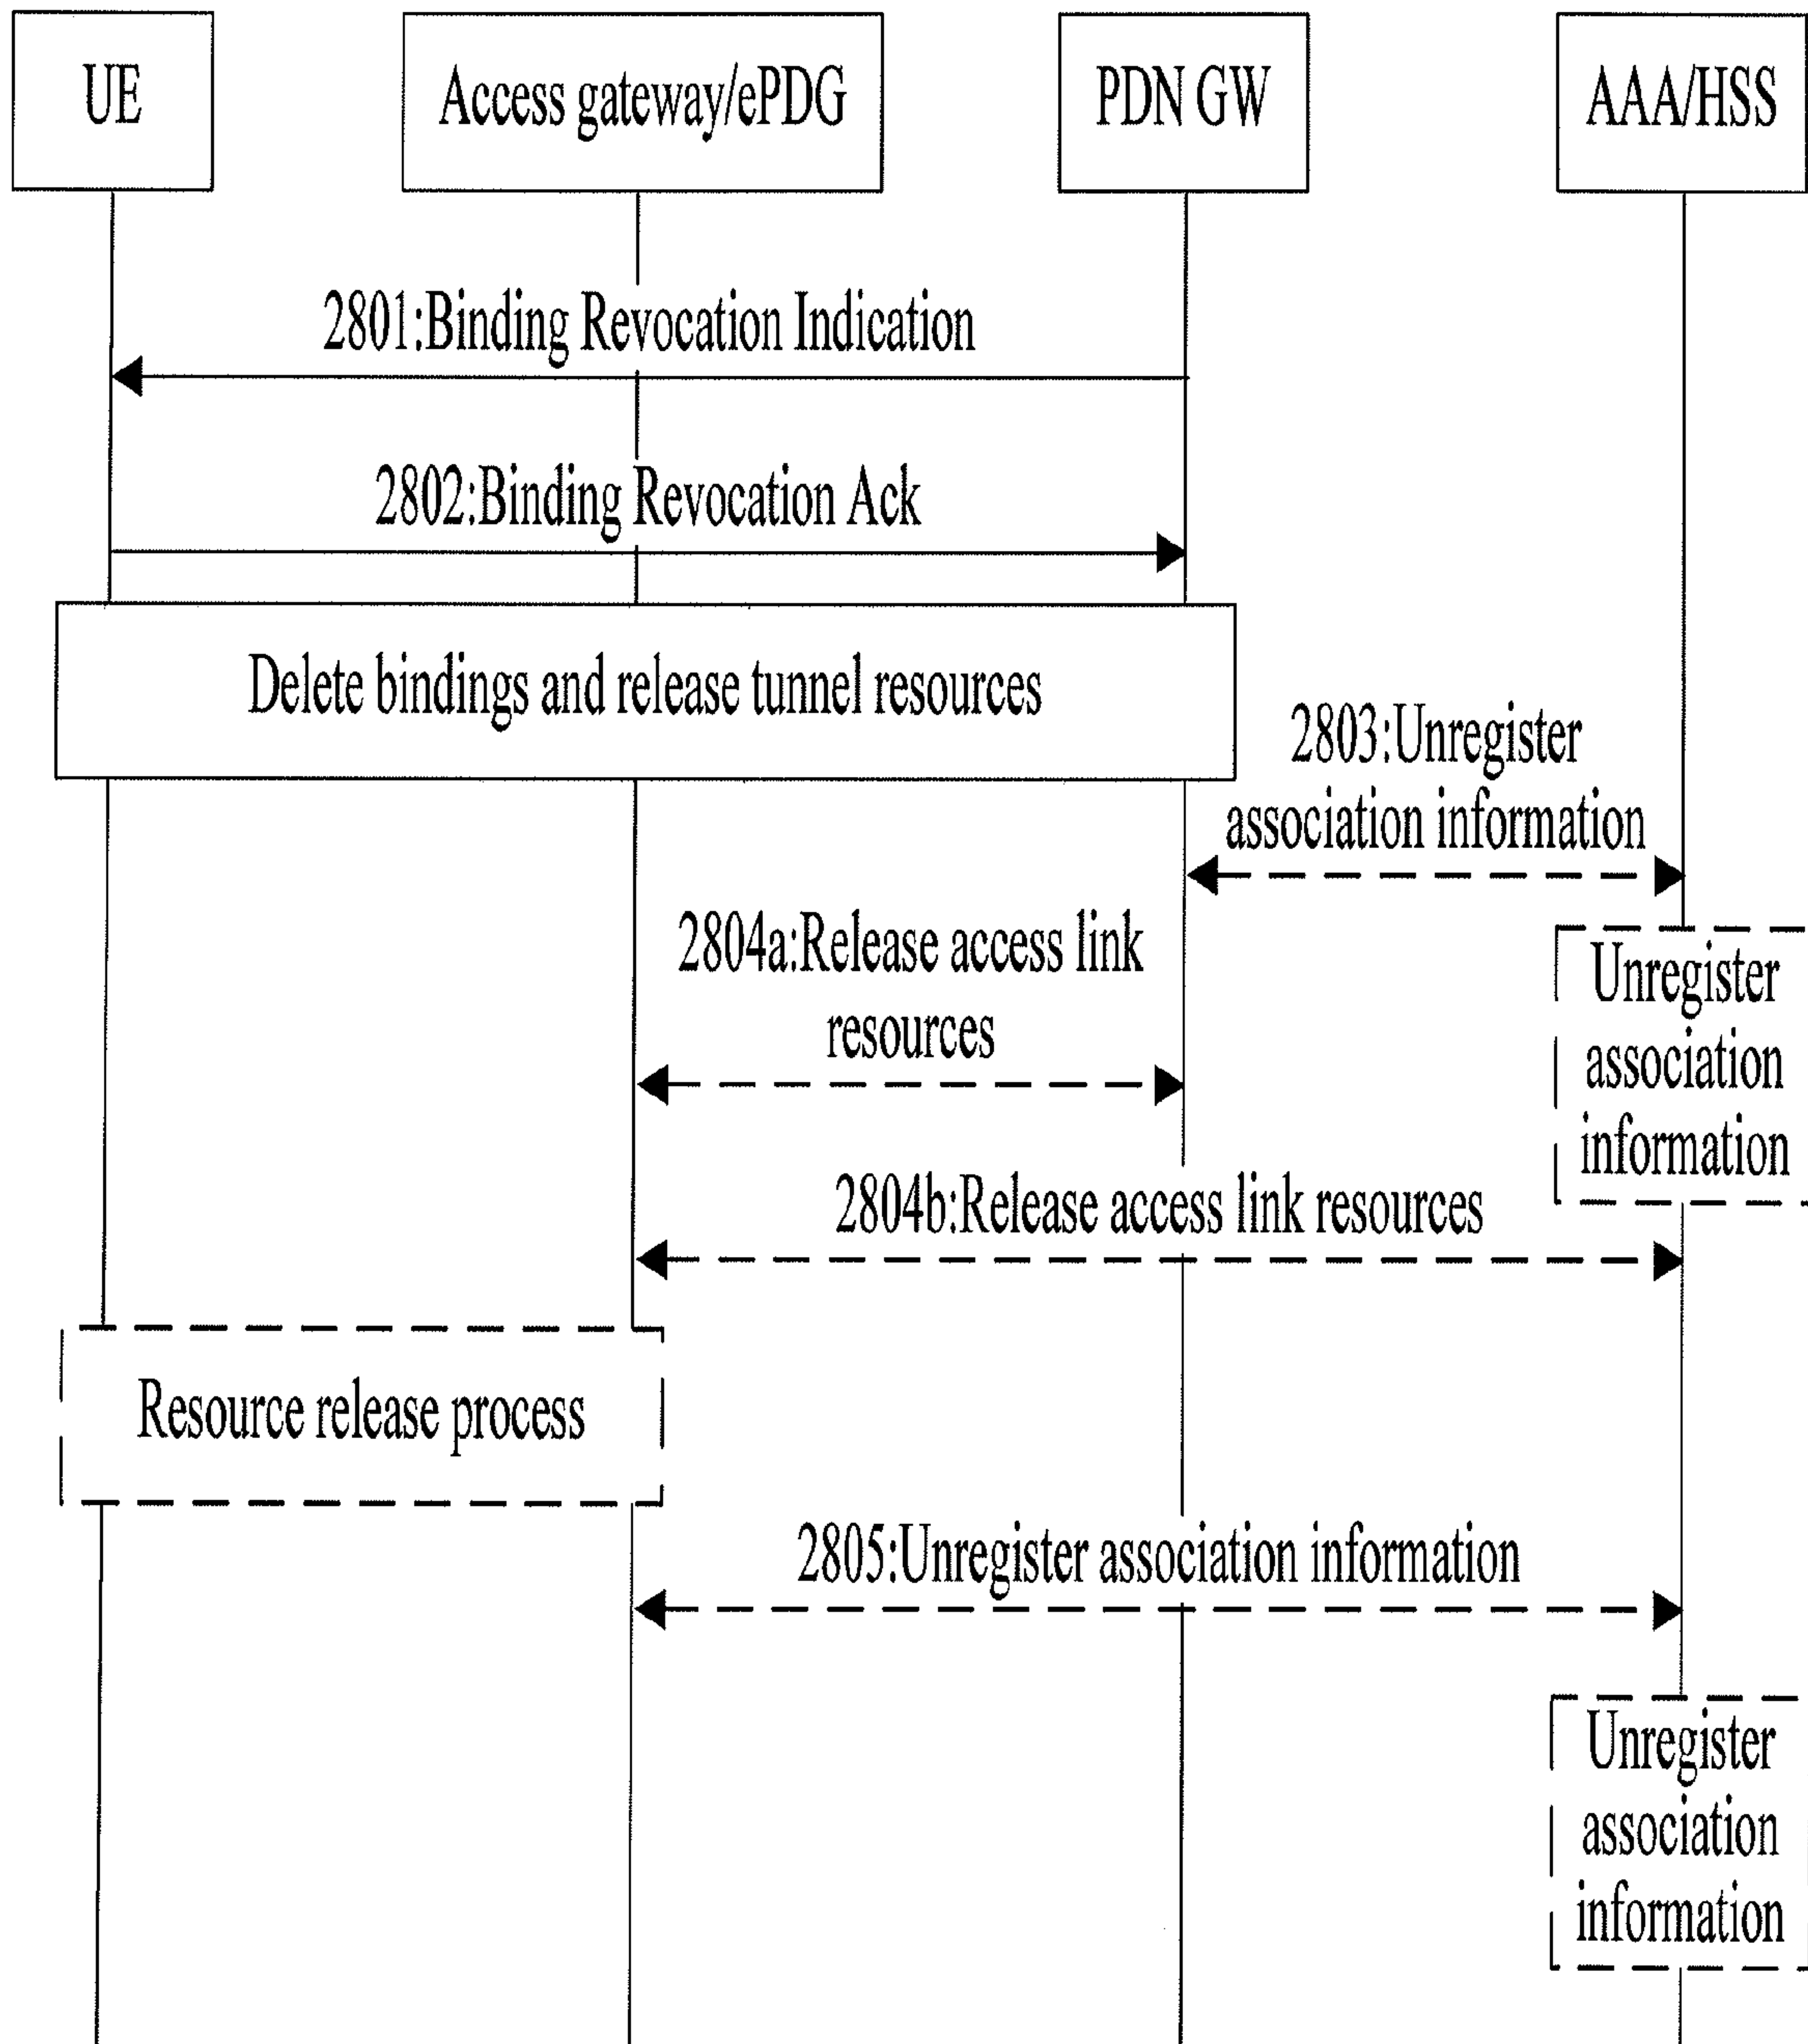 UE
Access gateway/ePDG
PDN GW
AAA/HSS
2801:Binding Revocation Indication
2802:Binding Revocation Ack
Delete bindings and release tunnel resources
2803:Unregister
association information
2804a:Release access link
resources
Unregister
association
information
2804b:Release access link resources
Resource release process
2805:Unregister association information
Unregister
association
information